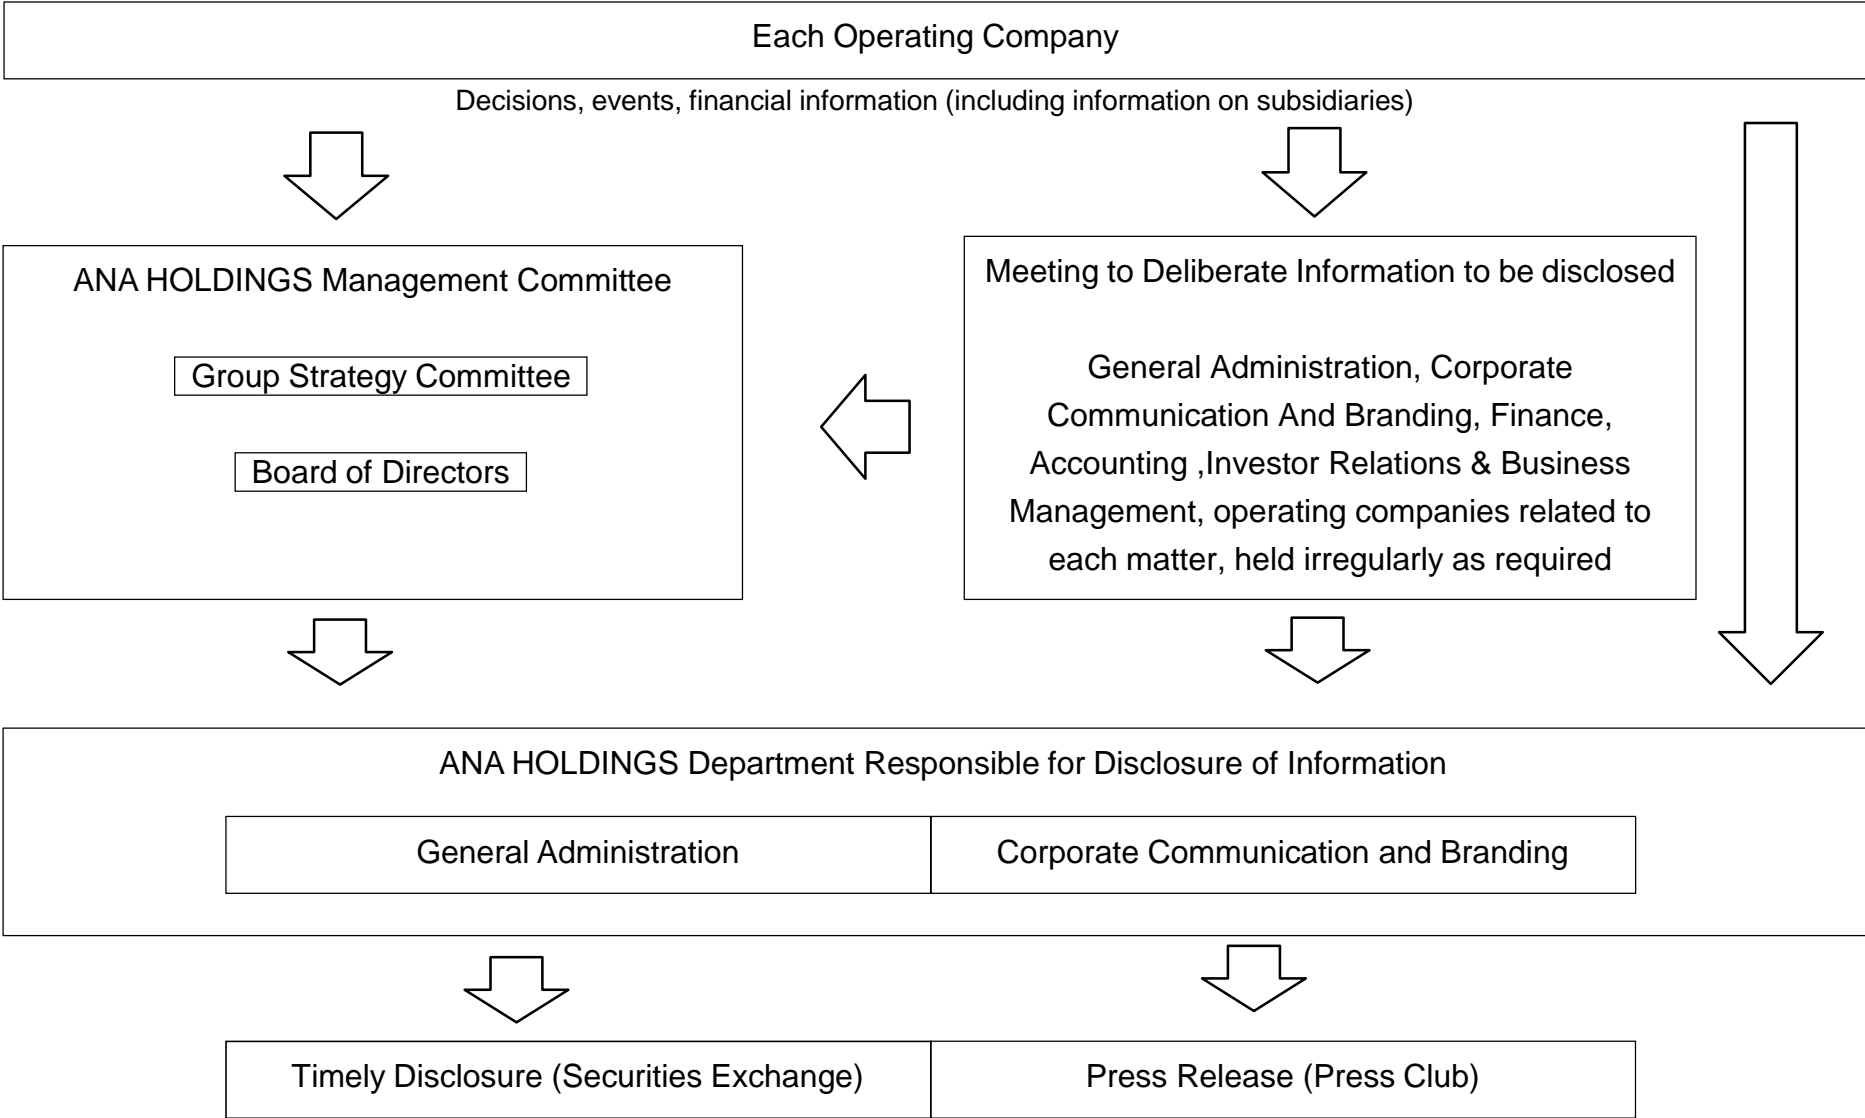 Each Operating Company
Decisions, events, financial information (including information on subsidiaries)
ANA HOLDINGS Management Committee
Group Strategy Committee
Board of Directors
Meeting to Deliberate Information to be disclosed
General Administration, Corporate
Communication And Branding, Finance,
Accounting ,Investor Relations & Business
Management, operating companies related to
each matter, held irregularly as required
ANA HOLDINGS Department Responsible for Disclosure of Information
General Administration
Corporate Communication and Branding
Timely Disclosure (Securities Exchange)
Press Release (Press Club)